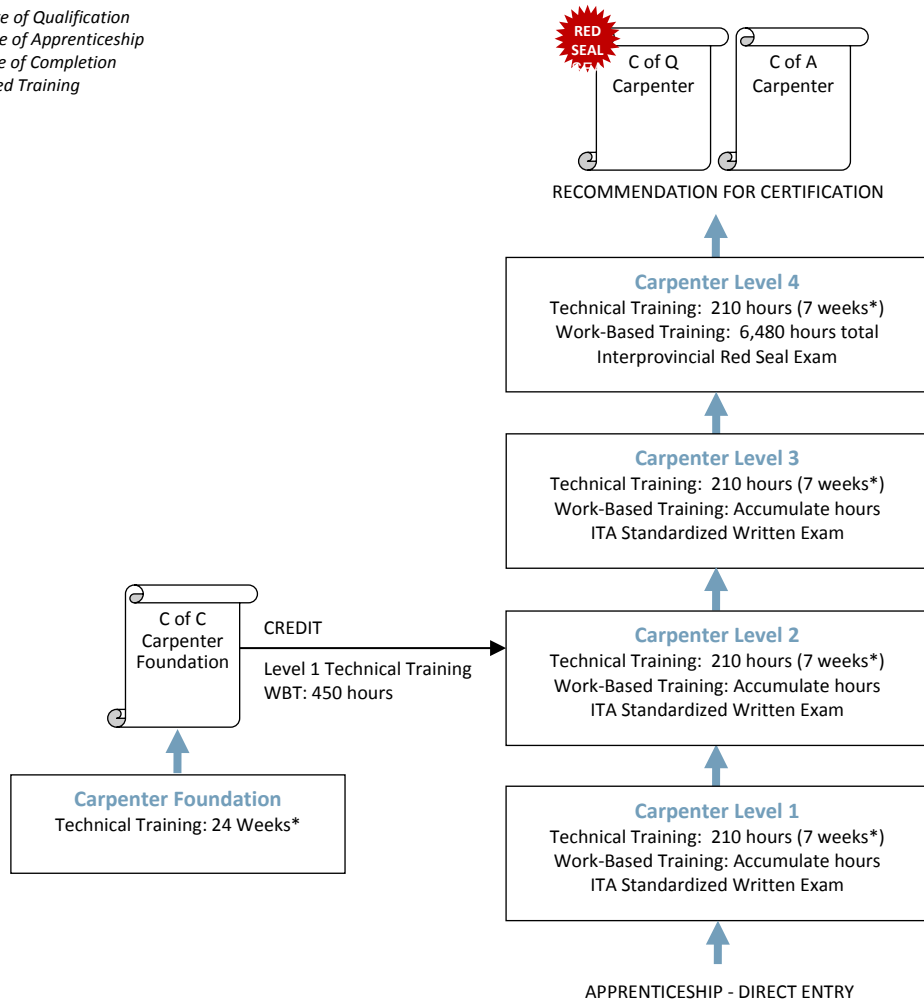 e of Qualification
e of Apprenticeship
e of Completion
ed Training
RED
SEAL
C of Q
Carpenter
C of A
Carpenter
RECOMMENDATION FOR CERTIFICATION
Carpenter Level 4
Technical Training: 210 hours (7 weeks*)
Work-Based Training: 6,480 hours total
Interprovincial Red Seal Exam
Carpenter Level 3
Technical Training: 210 hours (7 weeks*)
Work-Based Training: Accumulate hours
ITA Standardized Written Exam
C of C
Carpenter
Foundation
CREDIT
Level 1 Technical Training
WBT: 450 hours
Carpenter Level 2
Technical Training: 210 hours (7 weeks*)
Work-Based Training: Accumulate hours
ITA Standardized Written Exam
Carpenter Foundation
Technical Training: 24 Weeks*
Carpenter Level 1
Technical Training: 210 hours (7 weeks*)
Work-Based Training: Accumulate hours
ITA Standardized Written Exam
APPRENTICESHIP - DIRECT ENTRY